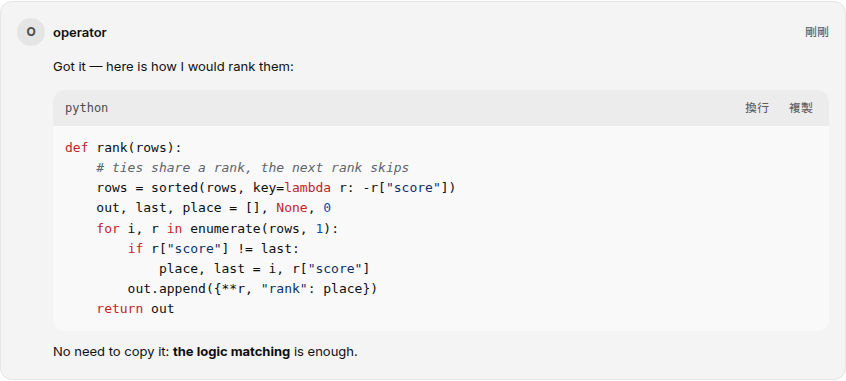 O operator 剛剛
Got it — here is how I would rank them:
python 換行 複製
def rank(rows):
    # ties share a rank, the next rank skips
    rows = sorted(rows, key=lambda r: -r["score"])
    out, last, place = [], None, 0
    for i, r in enumerate(rows, 1):
        if r["score"] != last:
            place, last = i, r["score"]
        out.append({**r, "rank": place})
    return out
No need to copy it: the logic matching is enough.